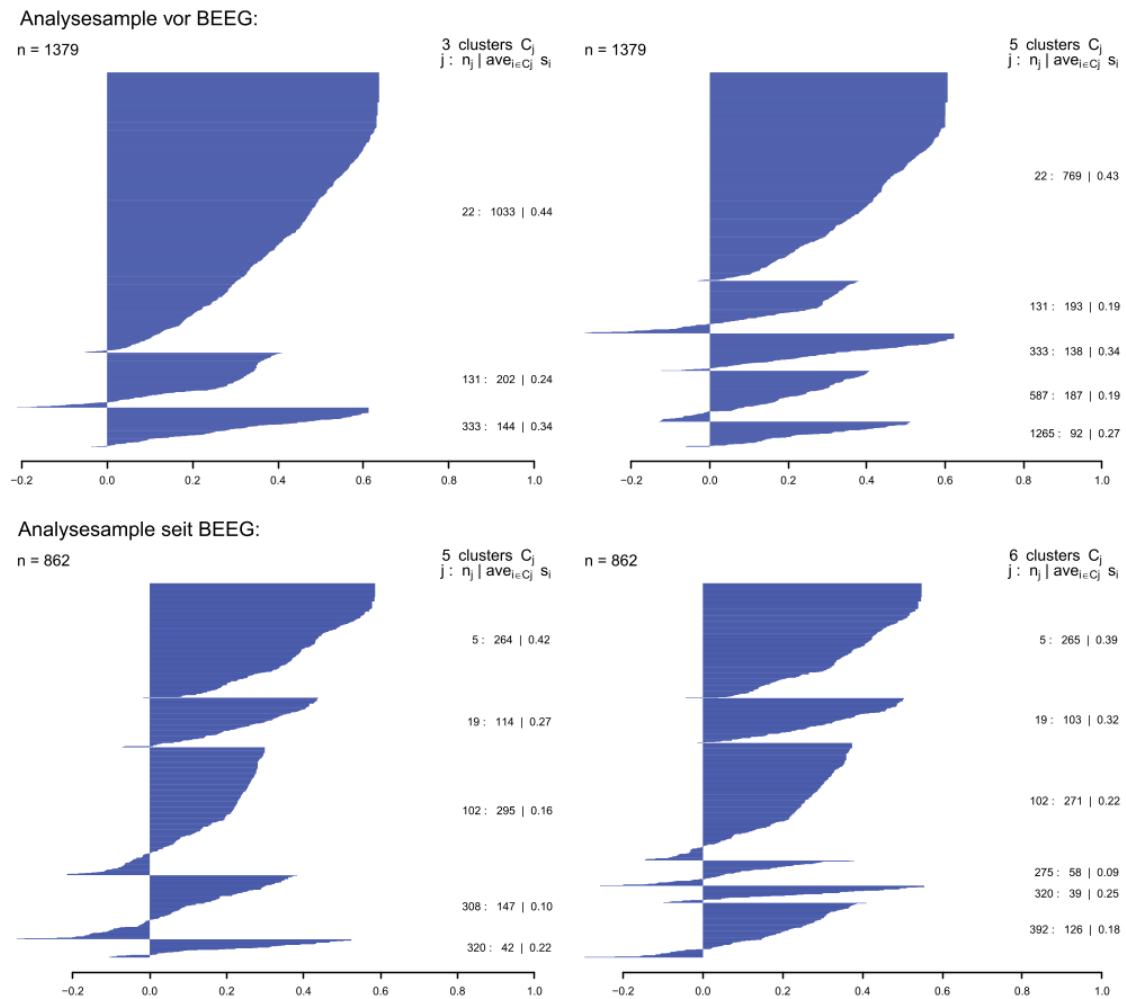 Analysesample vor BEEG:
n = 1379
3 clusters Cj
j : nj | avei∈Cj si
22 : 1033 | 0.44
131 : 202 | 0.24
333 : 144 | 0.34
−0.2 0.0 0.2 0.4 0.6 0.8 1.0
n = 1379
5 clusters Cj
j : nj | avei∈Cj si
22 : 769 | 0.43
131 : 193 | 0.19
333 : 138 | 0.34
587 : 187 | 0.19
1265 : 92 | 0.27
−0.2 0.0 0.2 0.4 0.6 0.8 1.0
Analysesample seit BEEG:
n = 862
5 clusters Cj
j : nj | avei∈Cj si
5 : 264 | 0.42
19 : 114 | 0.27
102 : 295 | 0.16
308 : 147 | 0.10
320 : 42 | 0.22
−0.2 0.0 0.2 0.4 0.6 0.8 1.0
n = 862
6 clusters Cj
j : nj | avei∈Cj si
5 : 265 | 0.39
19 : 103 | 0.32
102 : 271 | 0.22
275 : 58 | 0.09
320 : 39 | 0.25
392 : 126 | 0.18
−0.2 0.0 0.2 0.4 0.6 0.8 1.0